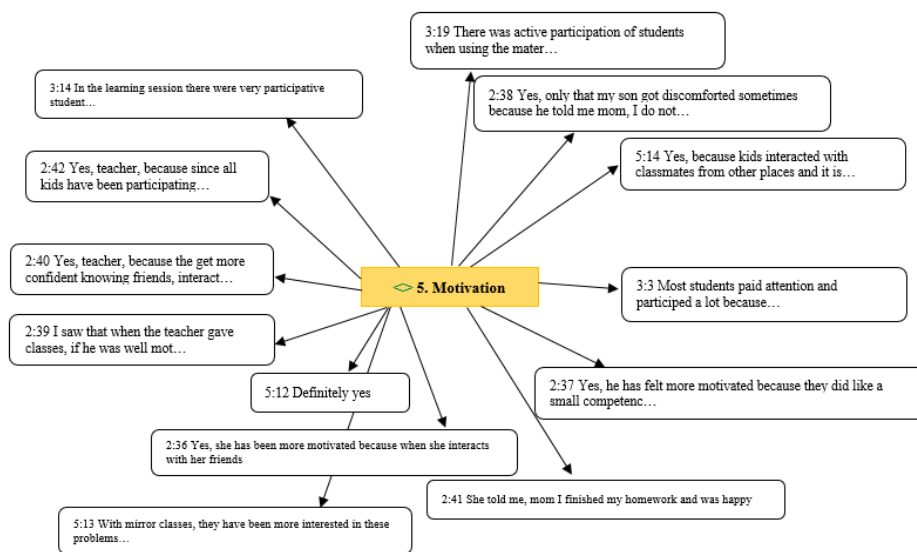 3:19 There was active participation of students
when using the mater…
3:14 In the learning session there were very participative
student…
2:38 Yes, only that my son got discomforted sometimes
because he told me mom, I do not…
5:14 Yes, because kids interacted with
classmates from other places and it is…
2:42 Yes, teacher, because since all
kids have been participating…
2:40 Yes, teacher, because the get more
confident knowing friends, interact…
<> 5. Motivation
3:3 Most students paid attention and
participed a lot because…
2:39 I saw that when the teacher gave
classes, if he was well mot…
5:12 Definitely yes
2:37 Yes, he has felt more motivated because they did like a
small competenc…
2:36 Yes, she has been more motivated because when she interacts
with her friends
2:41 She told me, mom I finished my homework and was happy
5:13 With mirror classes, they have been more interested in these
problems…